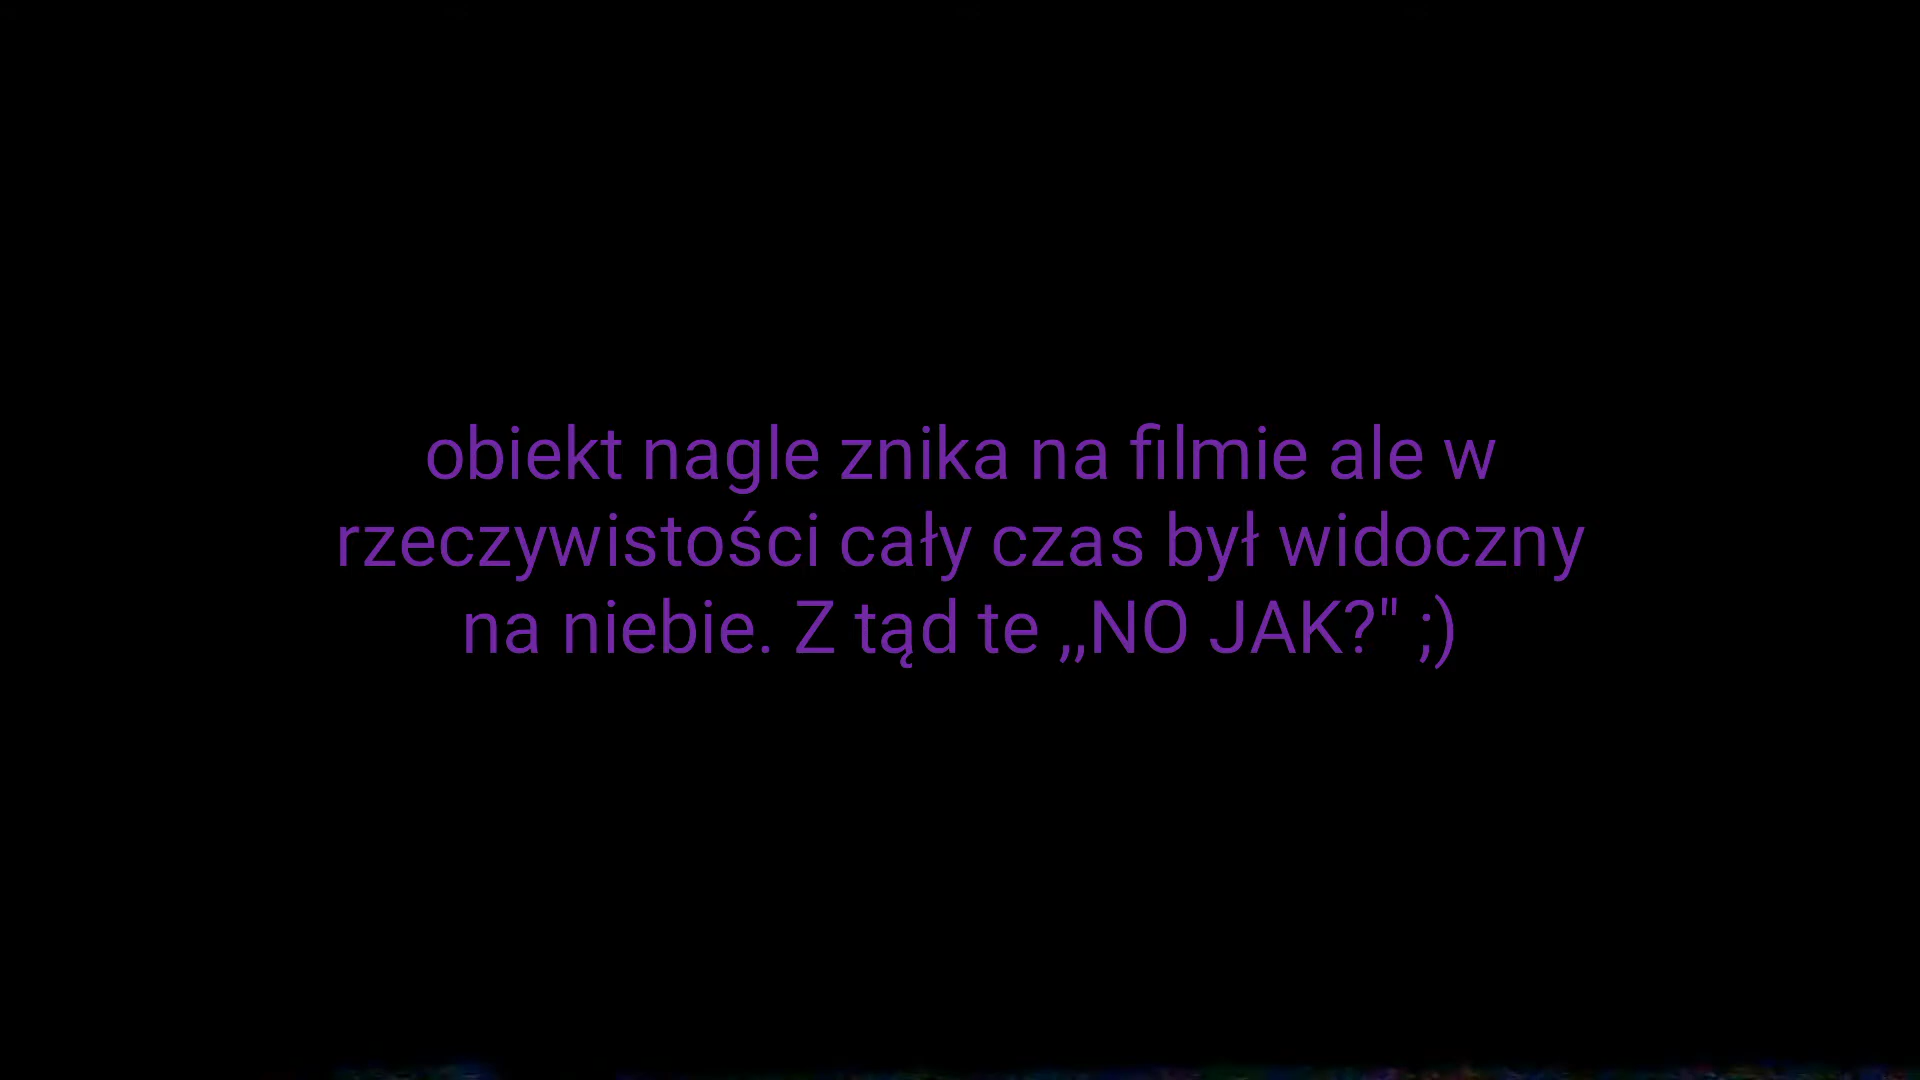 obiekt nagle znika na filmie ale w
rzeczywistości cały czas był widoczny
na niebie. Z tąd te ,,NO JAK?" ;)